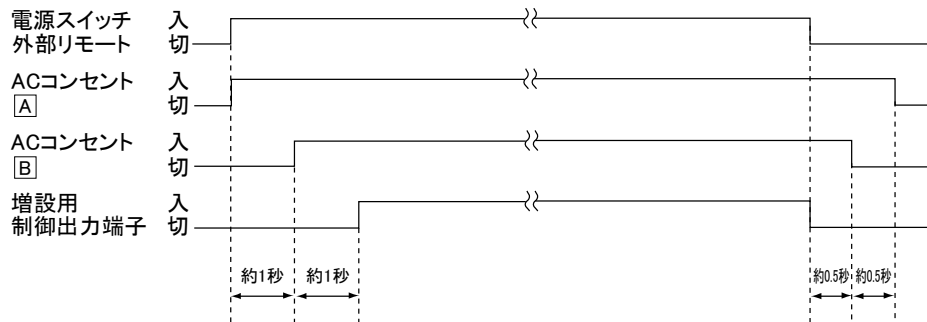 電源スイッチ 入
外部リモート 切
ACコンセント 入
A 切
ACコンセント 入
B 切
増設用 入
制御出力端子 切
約1秒 約1秒 約0.5秒 約0.5秒